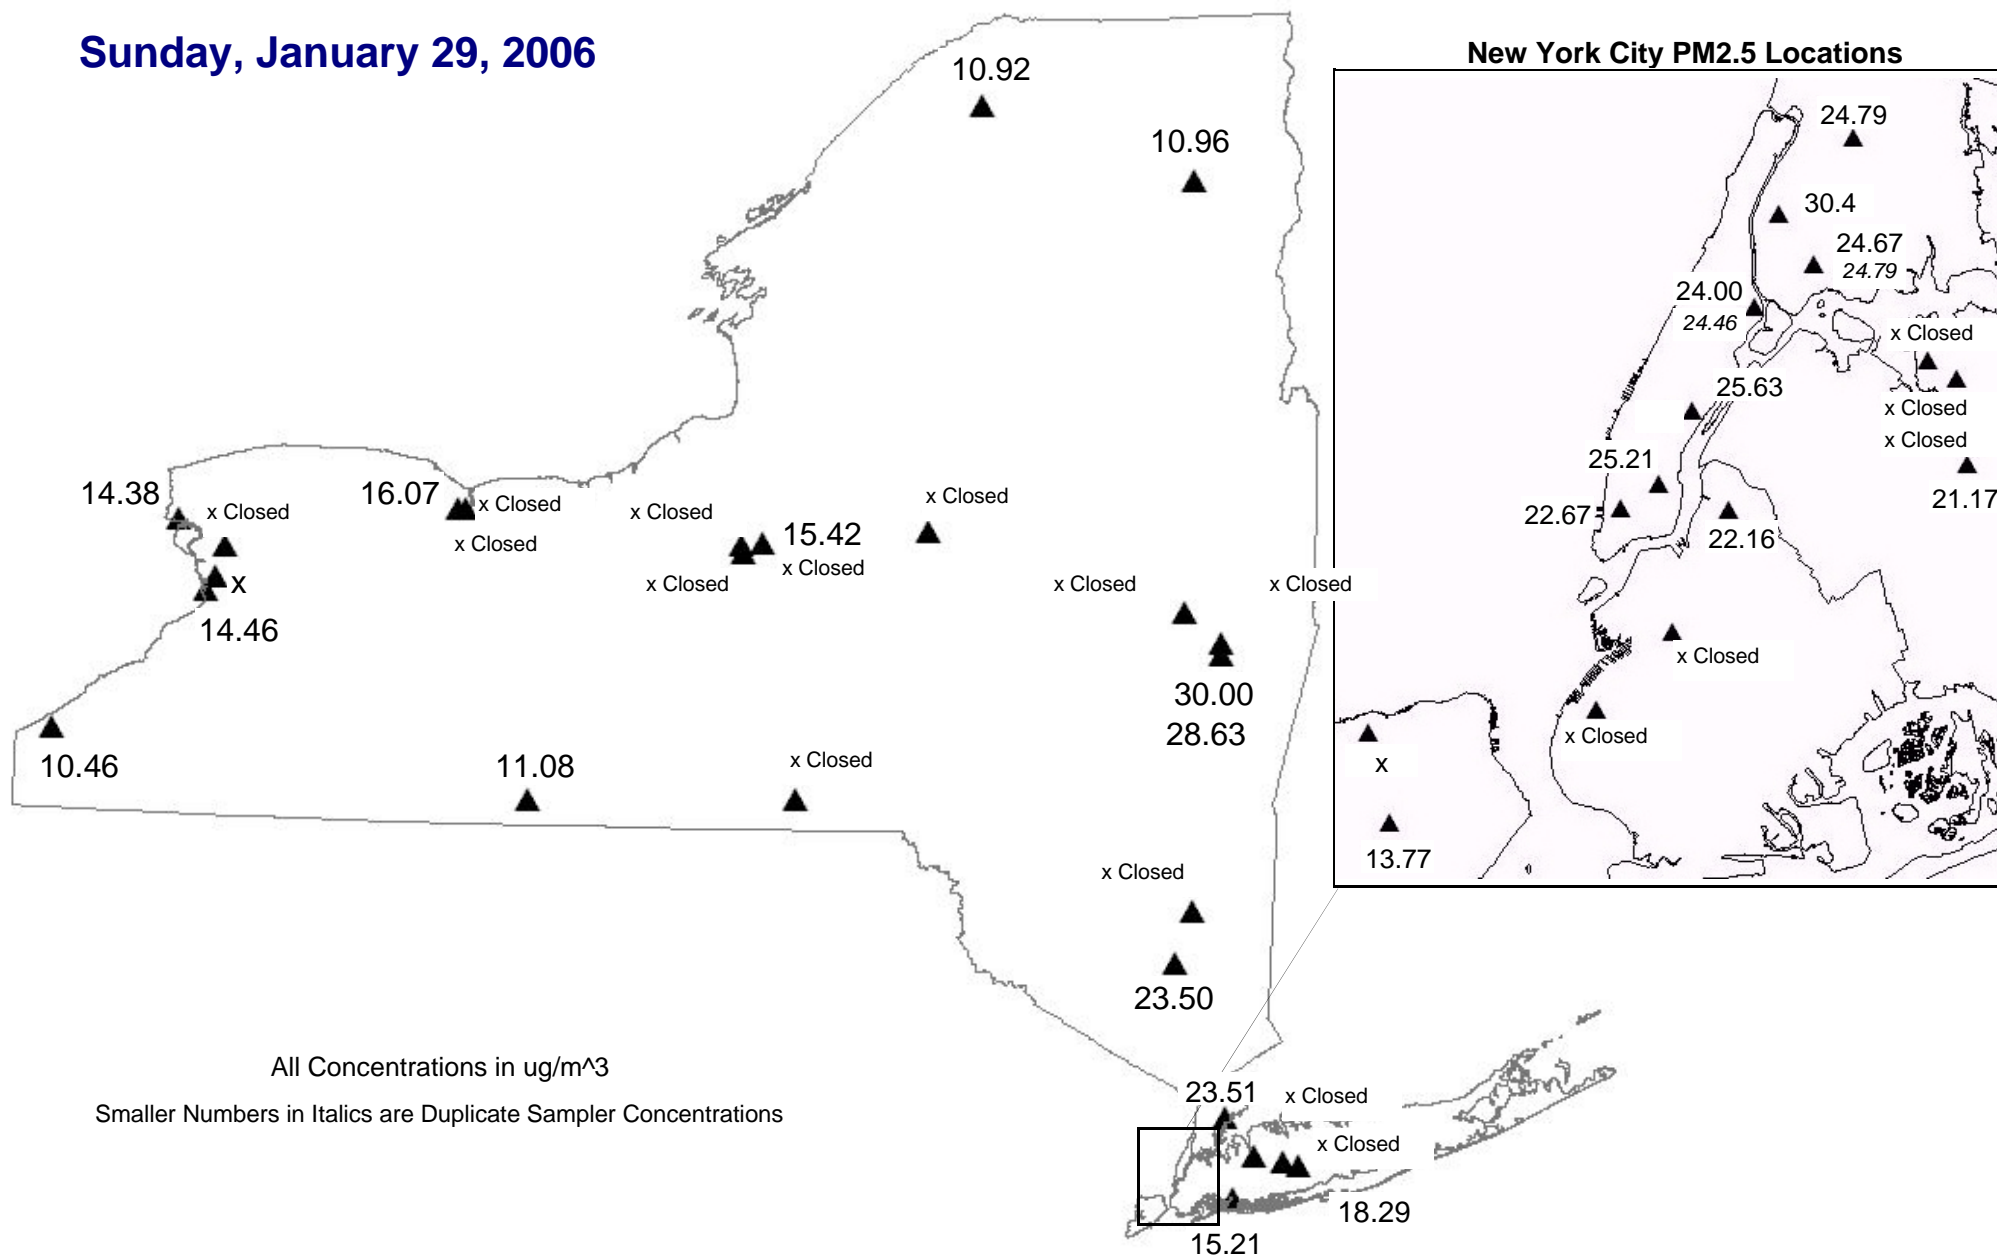 Sunday, January 29, 2006
10.92
10.96
14.38
x Closed
16.07
x Closed
x Closed
x Closed
15.42
x Closed
x Closed
x Closed
x
14.46
x Closed
x Closed
30.00
28.63
10.46
11.08
x Closed
x Closed
23.50
All Concentrations in ug/m^3
Smaller Numbers in Italics are Duplicate Sampler Concentrations
23.51
x Closed
x Closed
18.29
15.21
New York City PM2.5 Locations
24.79
30.4
24.67
24.79
24.00
24.46
x Closed
25.63
x Closed
x Closed
25.21
21.17
22.67
22.16
x Closed
x Closed
x
13.77